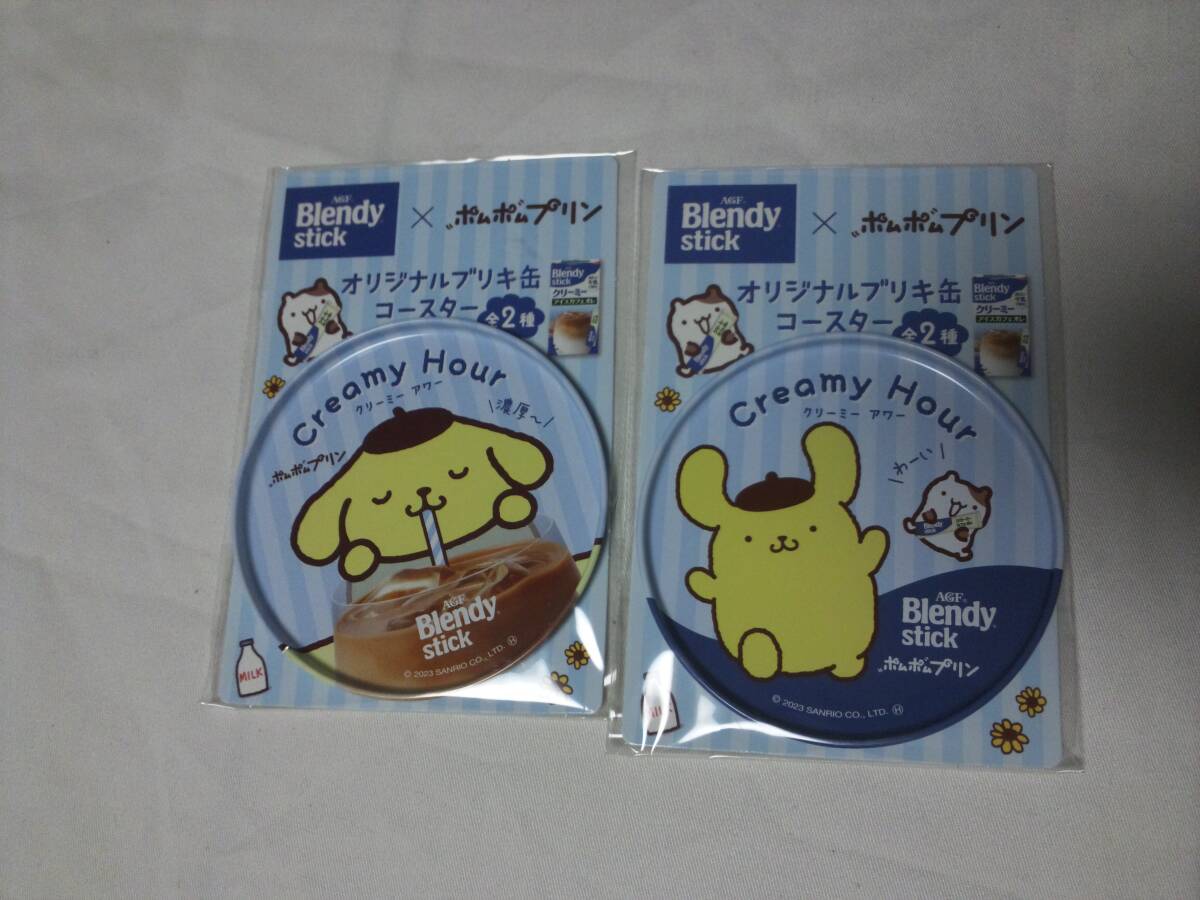 AGF
Blendy
stick
×
ポムポムプリン
オリジナルブリキ缶
コースター
全2種
Blendy
stick
クリーミー
アイスカフェオレ
Creamy Hour
クリーミー アワー
濃厚〜
ポムポムプリン
AGF
Blendy
stick
© 2023 SANRIO CO., LTD. Ⓗ
MILK
AGF
Blendy
stick
×
ポムポムプリン
オリジナルブリキ缶
コースター
全2種
Blendy
stick
クリーミー
アイスカフェオレ
Creamy Hour
クリーミー アワー
わーい
Blendy
AGF
Blendy
stick
ポムポムプリン
© 2023 SANRIO CO., LTD. Ⓗ
MILK